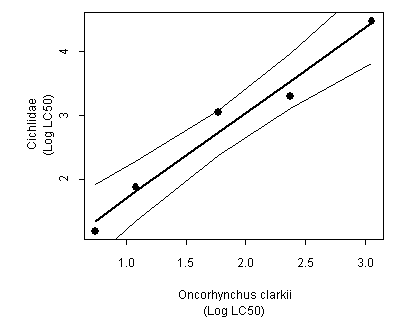 Cichlidae
(Log LC50)
4
3
2
1.0 1.5 2.0 2.5 3.0
Oncorhynchus clarkii
(Log LC50)